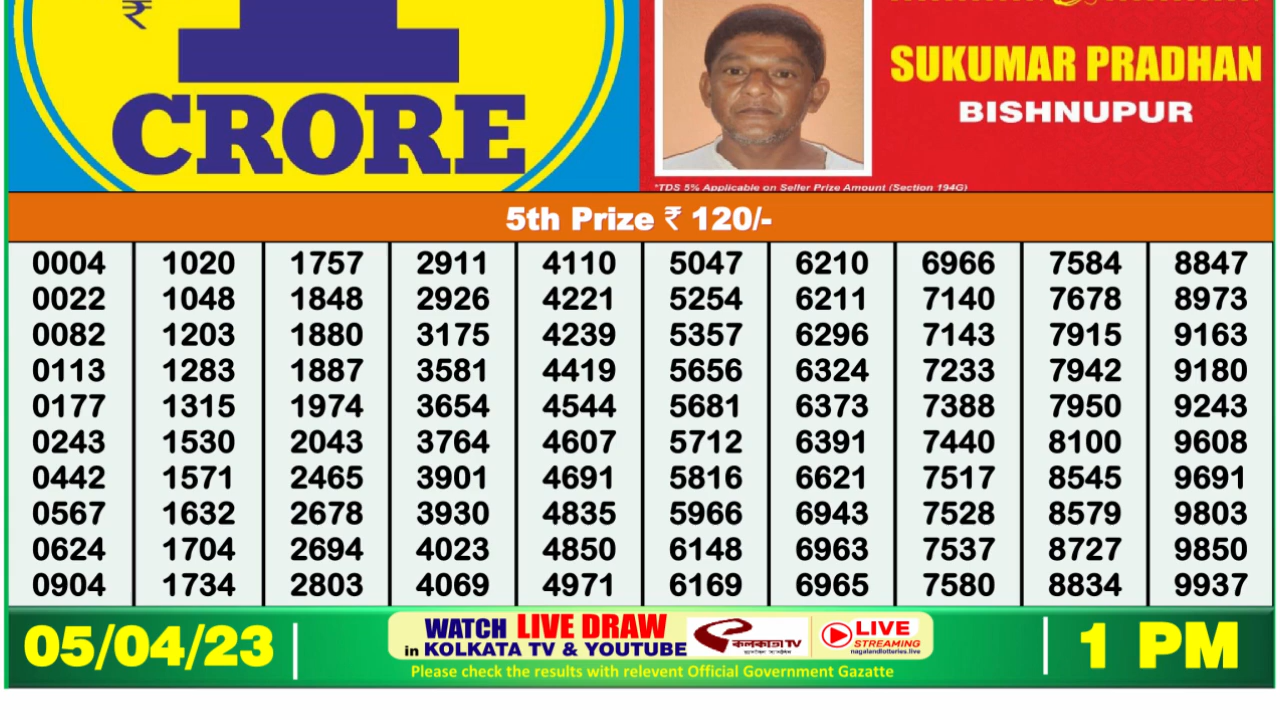 ₹
1
CRORE
SUKUMAR PRADHAN
BISHNUPUR
*TDS 5% Applicable on Seller Prize Amount (Section 194G)
5th Prize ₹ 120/-
0004 1020 1757 2911 4110 5047 6210 6966 7584 8847
0022 1048 1848 2926 4221 5254 6211 7140 7678 8973
0082 1203 1880 3175 4239 5357 6296 7143 7915 9163
0113 1283 1887 3581 4419 5656 6324 7233 7942 9180
0177 1315 1974 3654 4544 5681 6373 7388 7950 9243
0243 1530 2043 3764 4607 5712 6391 7440 8100 9608
0442 1571 2465 3901 4691 5816 6621 7517 8545 9691
0567 1632 2678 3930 4835 5966 6943 7528 8579 9803
0624 1704 2694 4023 4850 6148 6963 7537 8727 9850
0904 1734 2803 4069 4971 6169 6965 7580 8834 9937
05/04/23
WATCH LIVE DRAW
in KOLKATA TV & YOUTUBE
কলকাতা TV
LIVE
STREAMING
nagalandlotteries.live
1 PM
Please check the results with relevent Official Government Gazatte